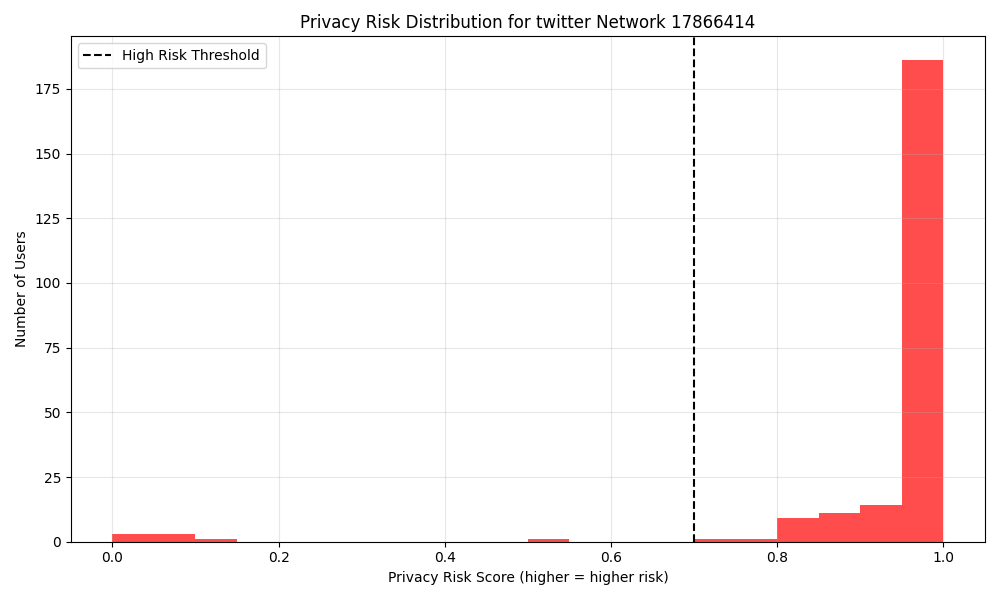 Privacy Risk Distribution for twitter Network 17866414
High Risk Threshold
175
150
125
100
75
50
25
0
Number of Users
0.0 0.2 0.4 0.6 0.8 1.0
Privacy Risk Score (higher = higher risk)